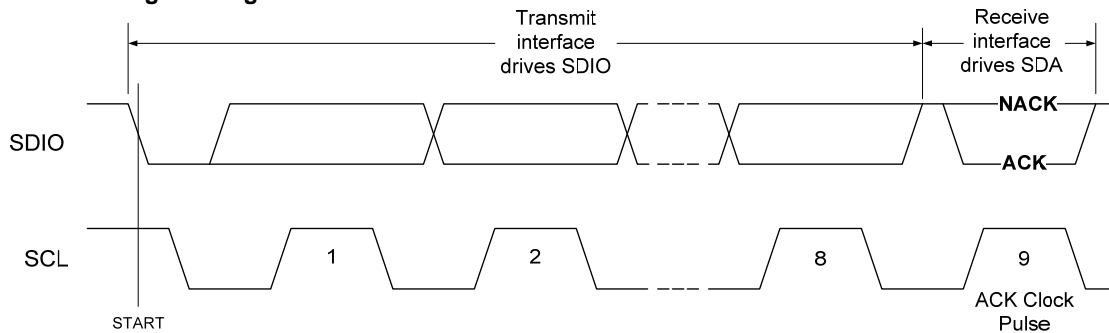 Transmit
interface
drives SDIO
Receive
interface
drives SDA
SDIO
NACK
ACK
SCL
1
2
8
9
START
ACK Clock
Pulse